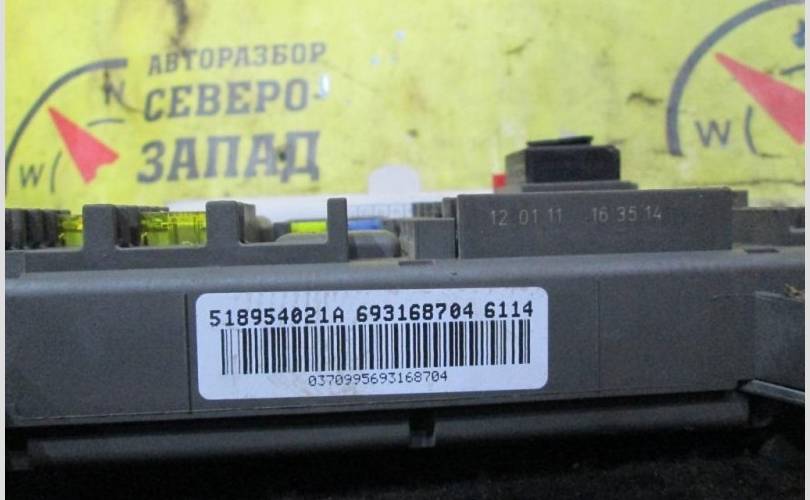 АВТОРАЗБОР
СЕВЕРО-
ЗАПАД
N
W
W
12 01 11 16 35 14
518954021A 693168704 6114
0370995693168704